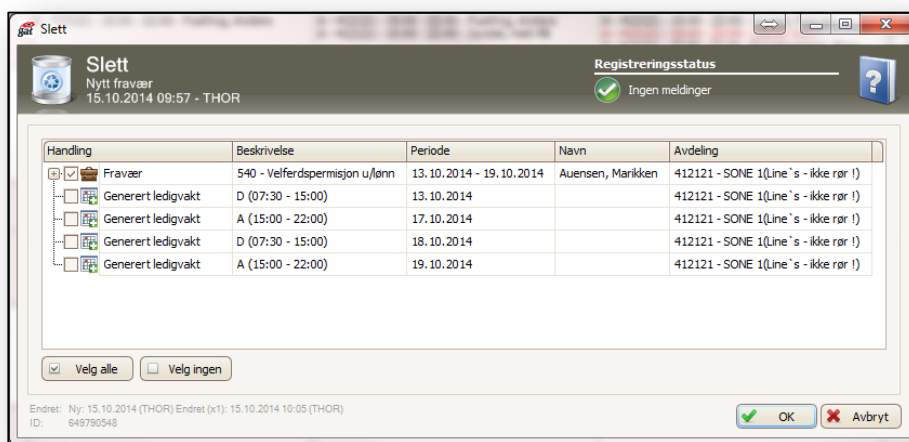 gat Slett
Slett
Nytt fravær
15.10.2014 09:57 - THOR
Registreringsstatus
Ingen meldinger
Handling Beskrivelse Periode Navn Avdeling
Fravær 540 - Velferdspermisjon u/lønn 13.10.2014 - 19.10.2014 Auensen, Marikken 412121 - SONE 1(Line`s - ikke rør !)
Generert ledigvakt D (07:30 - 15:00) 13.10.2014 412121 - SONE 1(Line`s - ikke rør !)
Generert ledigvakt A (15:00 - 22:00) 17.10.2014 412121 - SONE 1(Line`s - ikke rør !)
Generert ledigvakt D (07:30 - 15:00) 18.10.2014 412121 - SONE 1(Line`s - ikke rør !)
Generert ledigvakt A (15:00 - 22:00) 19.10.2014 412121 - SONE 1(Line`s - ikke rør !)
Velg alle Velg ingen
Endret: Ny: 15.10.2014 (THOR) Endret (x1): 15.10.2014 10:05 (THOR)
ID: 649790548
OK Avbryt